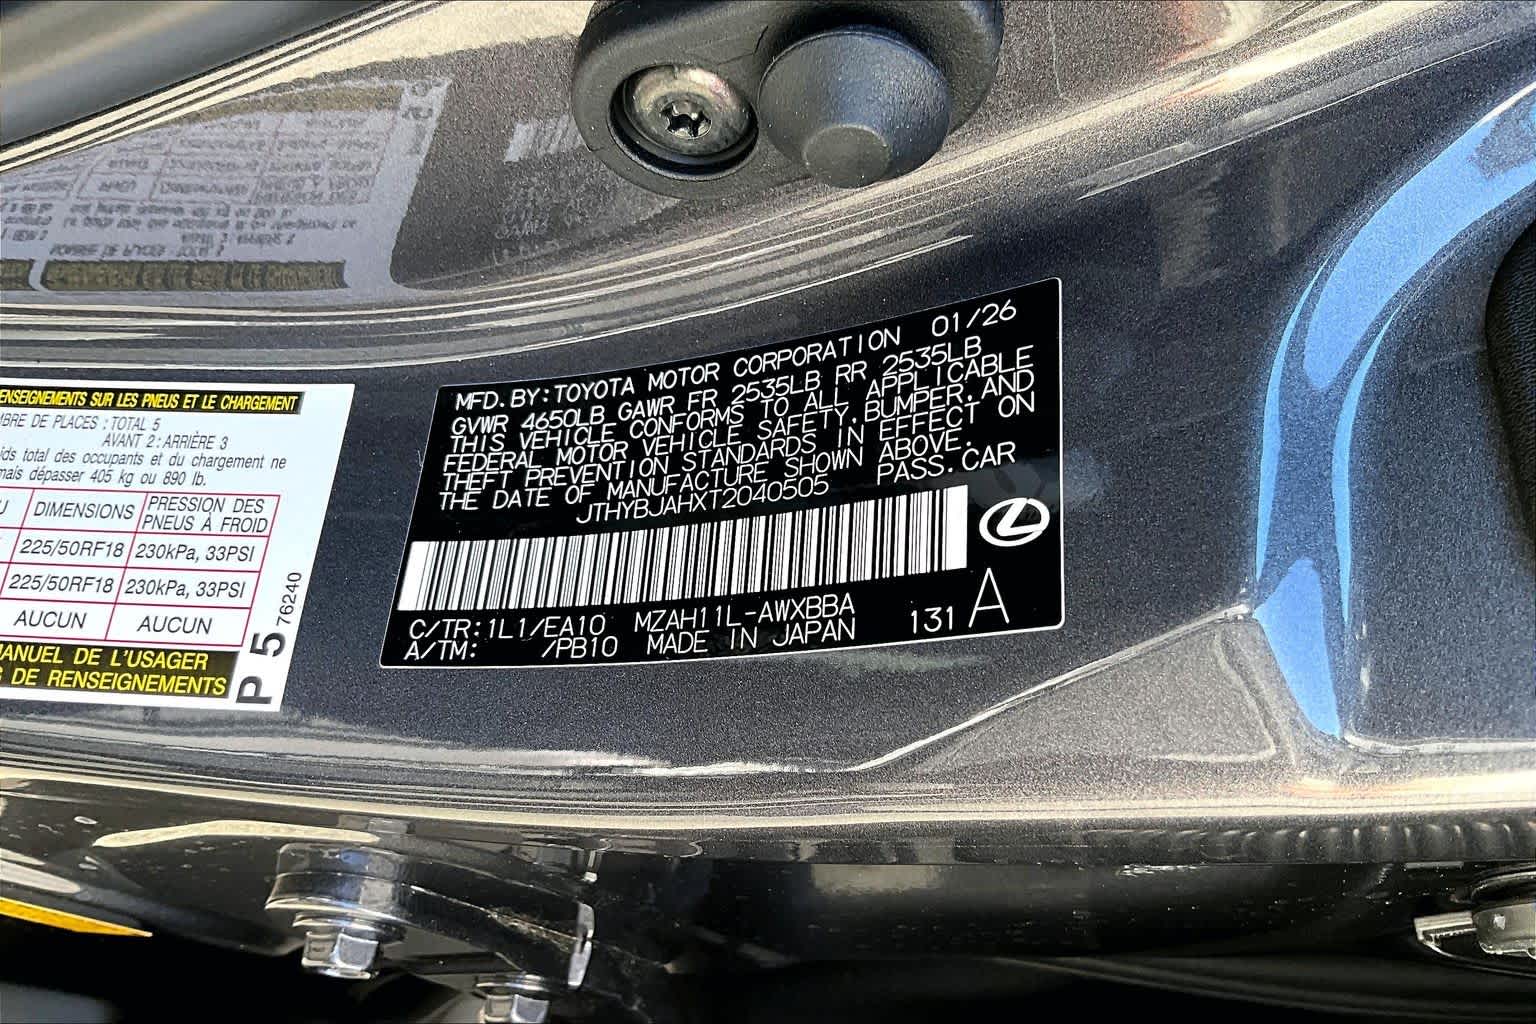 MFD.BY:TOYOTA MOTOR CORPORATION 01/26
GVWR 4650LB GAWR FR 2535LB RR 2535LB
THIS VEHICLE CONFORMS TO ALL APPLICABLE
FEDERAL MOTOR VEHICLE SAFETY,BUMPER,AND
THEFT PREVENTION STANDARDS IN EFFECT ON
THE DATE OF MANUFACTURE SHOWN ABOVE.
JTHYBJAHXT2040505 PASS.CAR
C/TR:1L1/EA10 MZAH11L-AWXBBA
A/TM: /PB10 MADE IN JAPAN 131 A
ENSEIGNEMENTS SUR LES PNEUS ET LE CHARGEMENT
MBRE DE PLACES : TOTAL 5
AVANT 2 : ARRIÈRE 3
ids total des occupants et du chargement ne
mais dépasser 405 kg ou 890 lb.
DIMENSIONS PRESSION DES
PNEUS À FROID
225/50RF18 230kPa, 33PSI
225/50RF18 230kPa, 33PSI
AUCUN AUCUN
MANUEL DE L'USAGER
S DE RENSEIGNEMENTS
P 5 76240